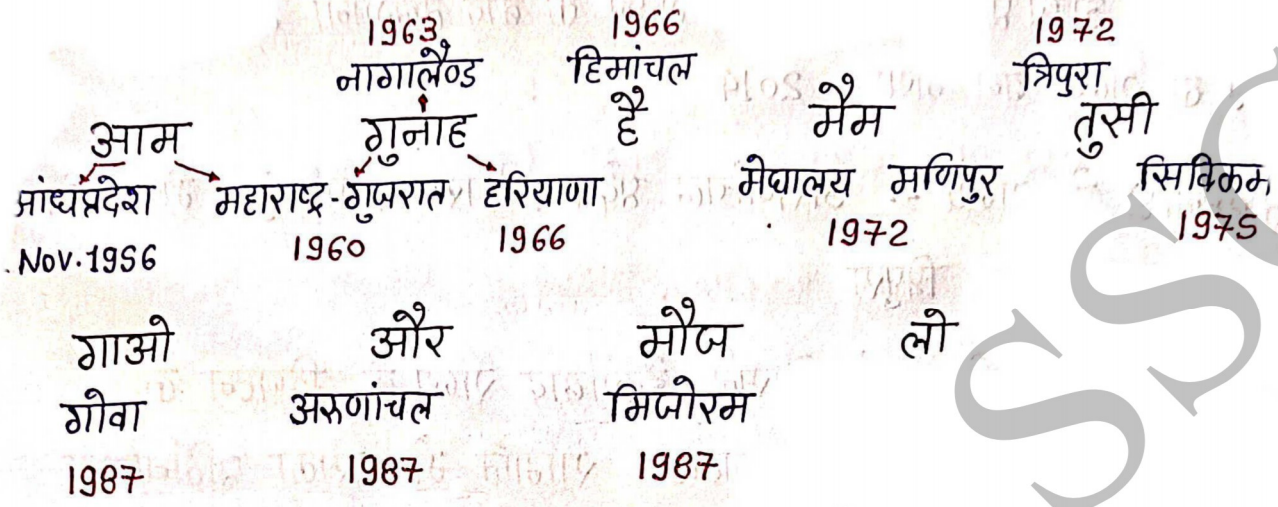 1963 1966 1972
नागालैण्ड हिमांचल त्रिपुरा
आम गुनाह है मैम तुसी
आंध्रप्रदेश महाराष्ट्र-गुजरात हरियाणा मेघालय मणिपुर सिक्किम
Nov.1956 1960 1966 1972 1975
गाओ और मौज लो
गोवा अरुणांचल मिजोरम
1987 1987 1987
SSC